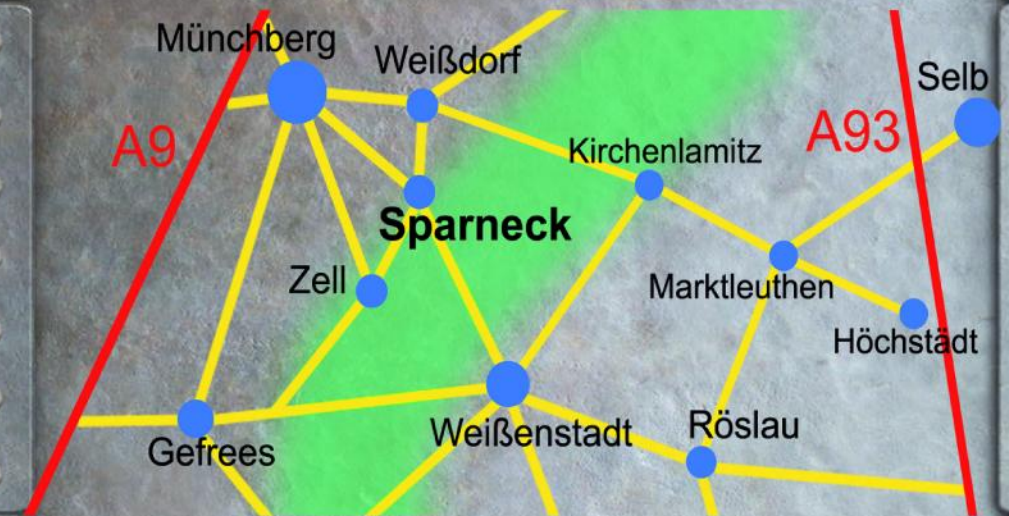 Münchberg
Weißdorf
Selb
A9
A93
Kirchenlamitz
Sparneck
Zell
Marktleuthen
Höchstädt
Weißenstadt
Röslau
Gefrees